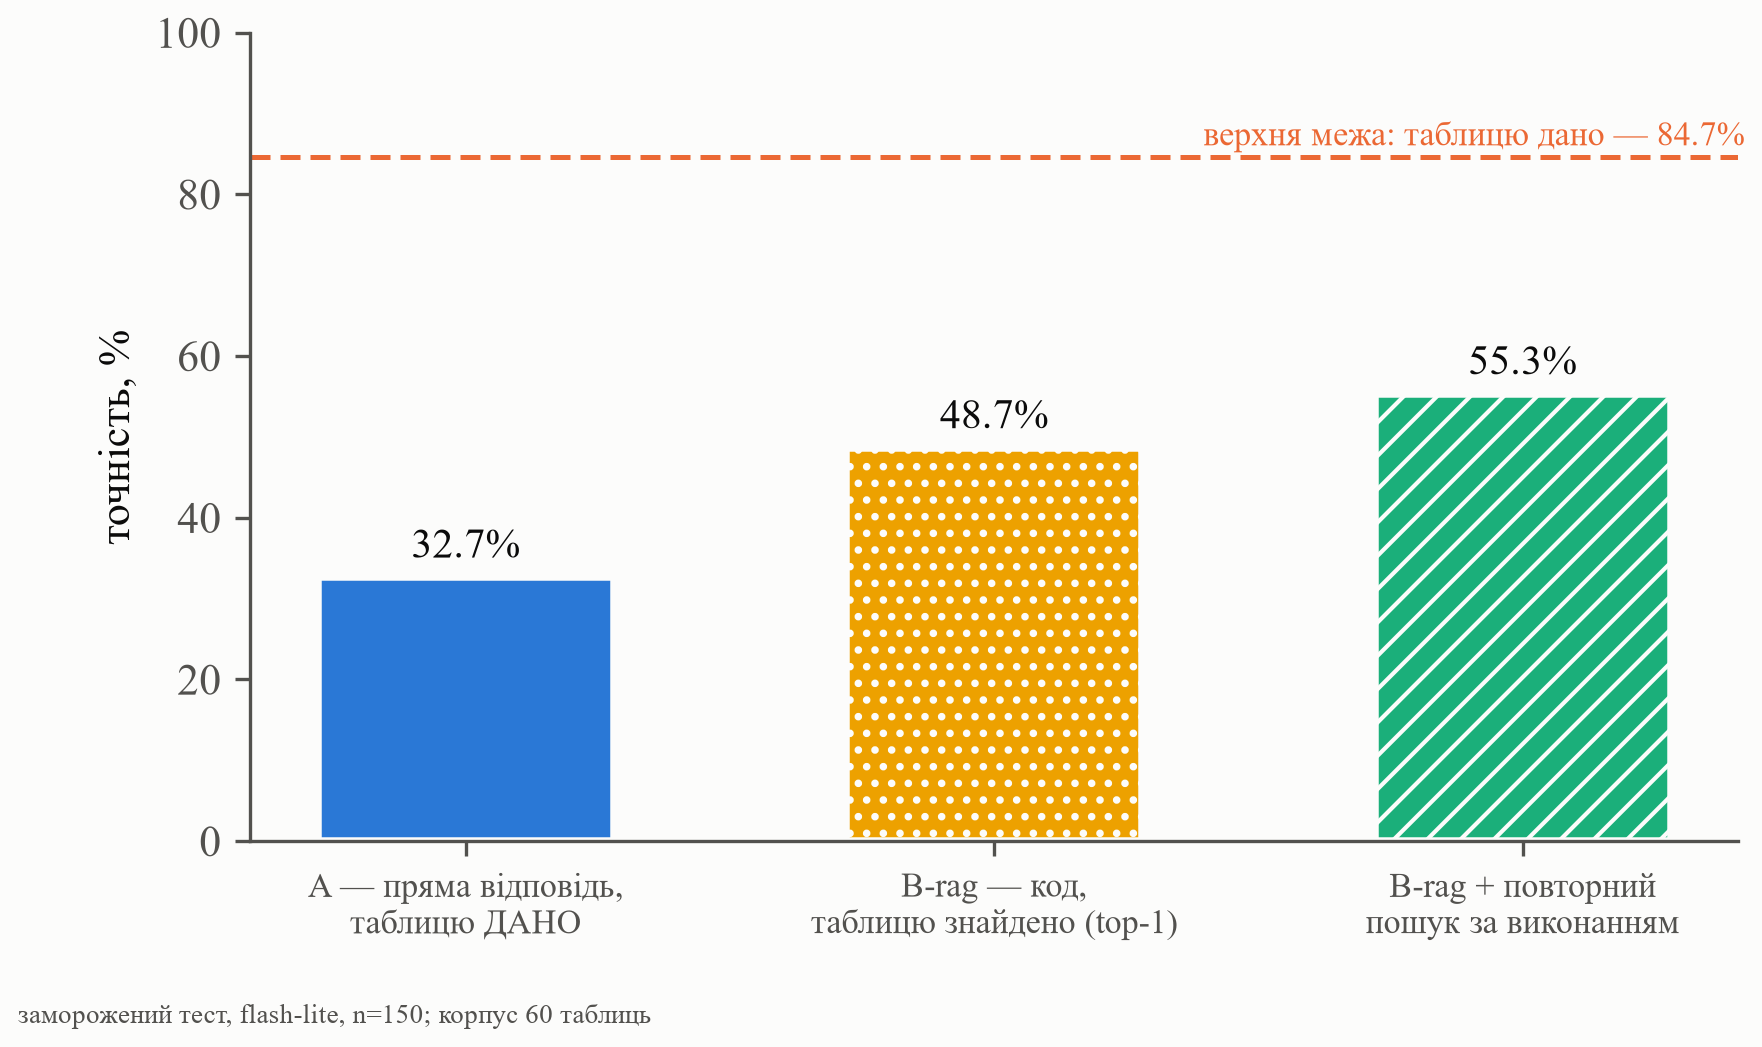 100
верхня межа: таблицю дано — 84.7%
80
точність, %
60
55.3%
48.7%
40
32.7%
20
0
A — пряма відповідь,
таблицю ДАНО
B-rag — код,
таблицю знайдено (top-1)
B-rag + повторний
пошук за виконанням
заморожений тест, flash-lite, n=150; корпус 60 таблиць